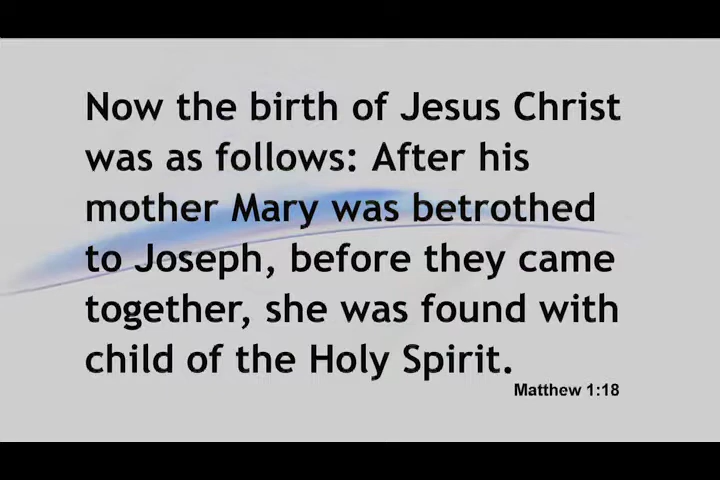 Now the birth of Jesus Christ
was as follows: After his
mother Mary was betrothed
to Joseph, before they came
together, she was found with
child of the Holy Spirit.
Matthew 1:18